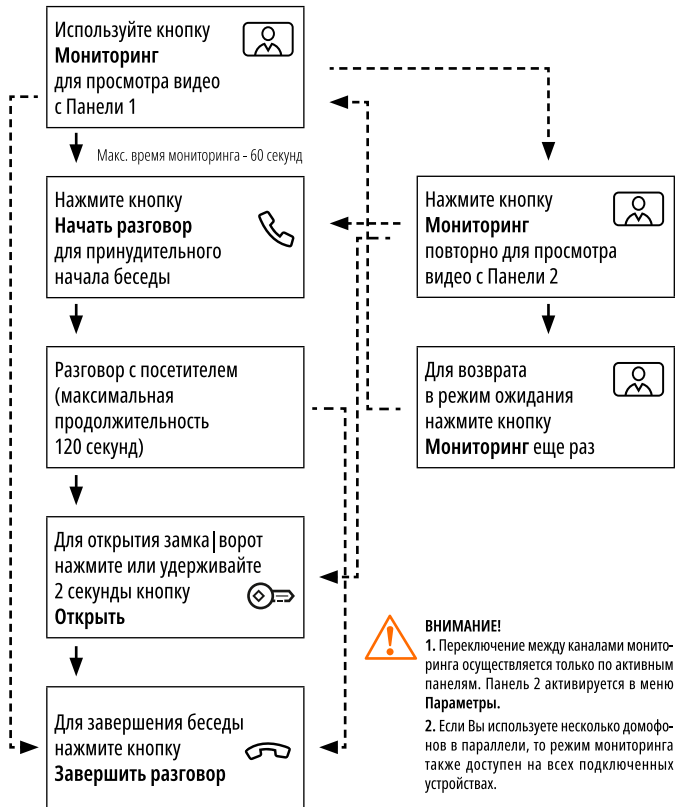 Используйте кнопку
Мониторинг
для просмотра видео
с Панели 1
Макс. время мониторинга - 60 секунд
Нажмите кнопку
Начать разговор
для принудительного
начала беседы
Нажмите кнопку
Мониторинг
повторно для просмотра
видео с Панели 2
Разговор с посетителем
(максимальная
продолжительность
120 секунд)
Для возврата
в режим ожидания
нажмите кнопку
Мониторинг еще раз
Для открытия замка|ворот
нажмите или удерживайте
2 секунды кнопку
Открыть
Для завершения беседы
нажмите кнопку
Завершить разговор
ВНИМАНИЕ!
1. Переключение между каналами монито-
ринга осуществляется только по активным
панелям. Панель 2 активируется в меню
Параметры.
2. Если Вы используете несколько домофо-
нов в параллели, то режим мониторинга
также доступен на всех подключенных
устройствах.